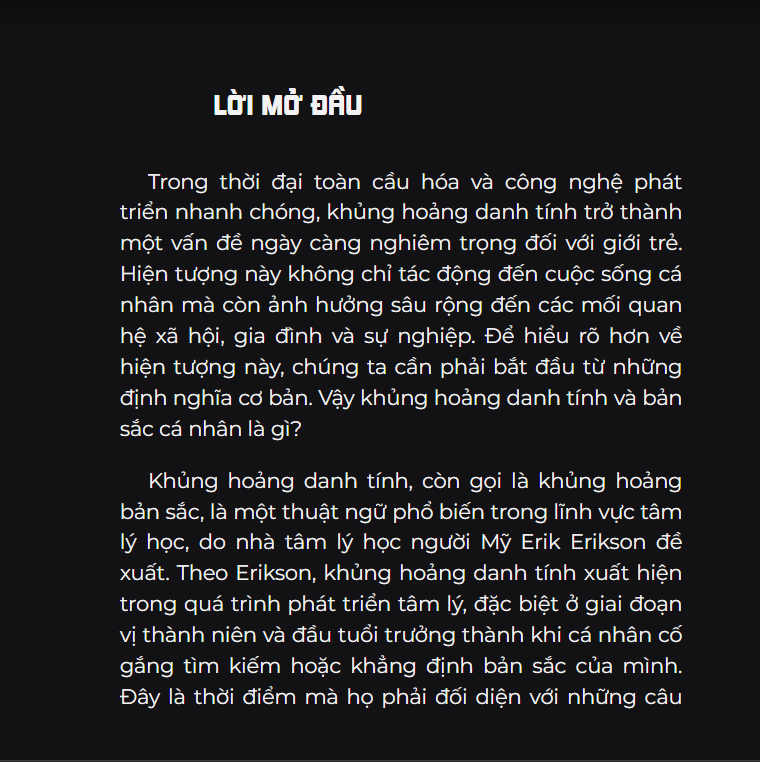 LỜI MỞ ĐẦU
Trong thời đại toàn cầu hóa và công nghệ phát
triển nhanh chóng, khủng hoảng danh tính trở thành
một vấn đề ngày càng nghiêm trọng đối với giới trẻ.
Hiện tượng này không chỉ tác động đến cuộc sống cá
nhân mà còn ảnh hưởng sâu rộng đến các mối quan
hệ xã hội, gia đình và sự nghiệp. Để hiểu rõ hơn về
hiện tượng này, chúng ta cần phải bắt đầu từ những
định nghĩa cơ bản. Vậy khủng hoảng danh tính và bản
sắc cá nhân là gì?
Khủng hoảng danh tính, còn gọi là khủng hoảng
bản sắc, là một thuật ngữ phổ biến trong lĩnh vực tâm
lý học, do nhà tâm lý học người Mỹ Erik Erikson đề
xuất. Theo Erikson, khủng hoảng danh tính xuất hiện
trong quá trình phát triển tâm lý, đặc biệt ở giai đoạn
vị thành niên và đầu tuổi trưởng thành khi cá nhân cố
gắng tìm kiếm hoặc khẳng định bản sắc của mình.
Đây là thời điểm mà họ phải đối diện với những câu